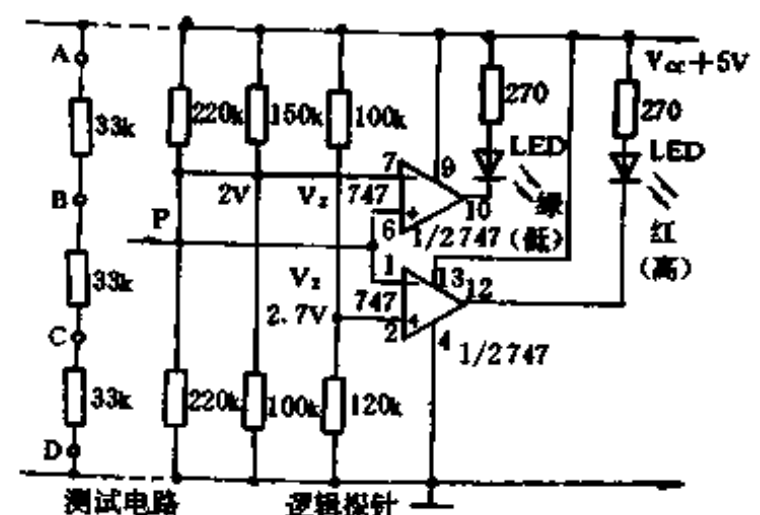 A
Vcc+5V
33k
220k
150k
100k
270
270
LED
LED
B
7
9
2V
Vz
747
10
绿
P
6
1/2 747 (低)
红
(高)
33k
Vz
1
13
12
747
2.7V
2
4
1/2 747
C
33k
220k
100k
120k
D
测试电路
逻辑探针